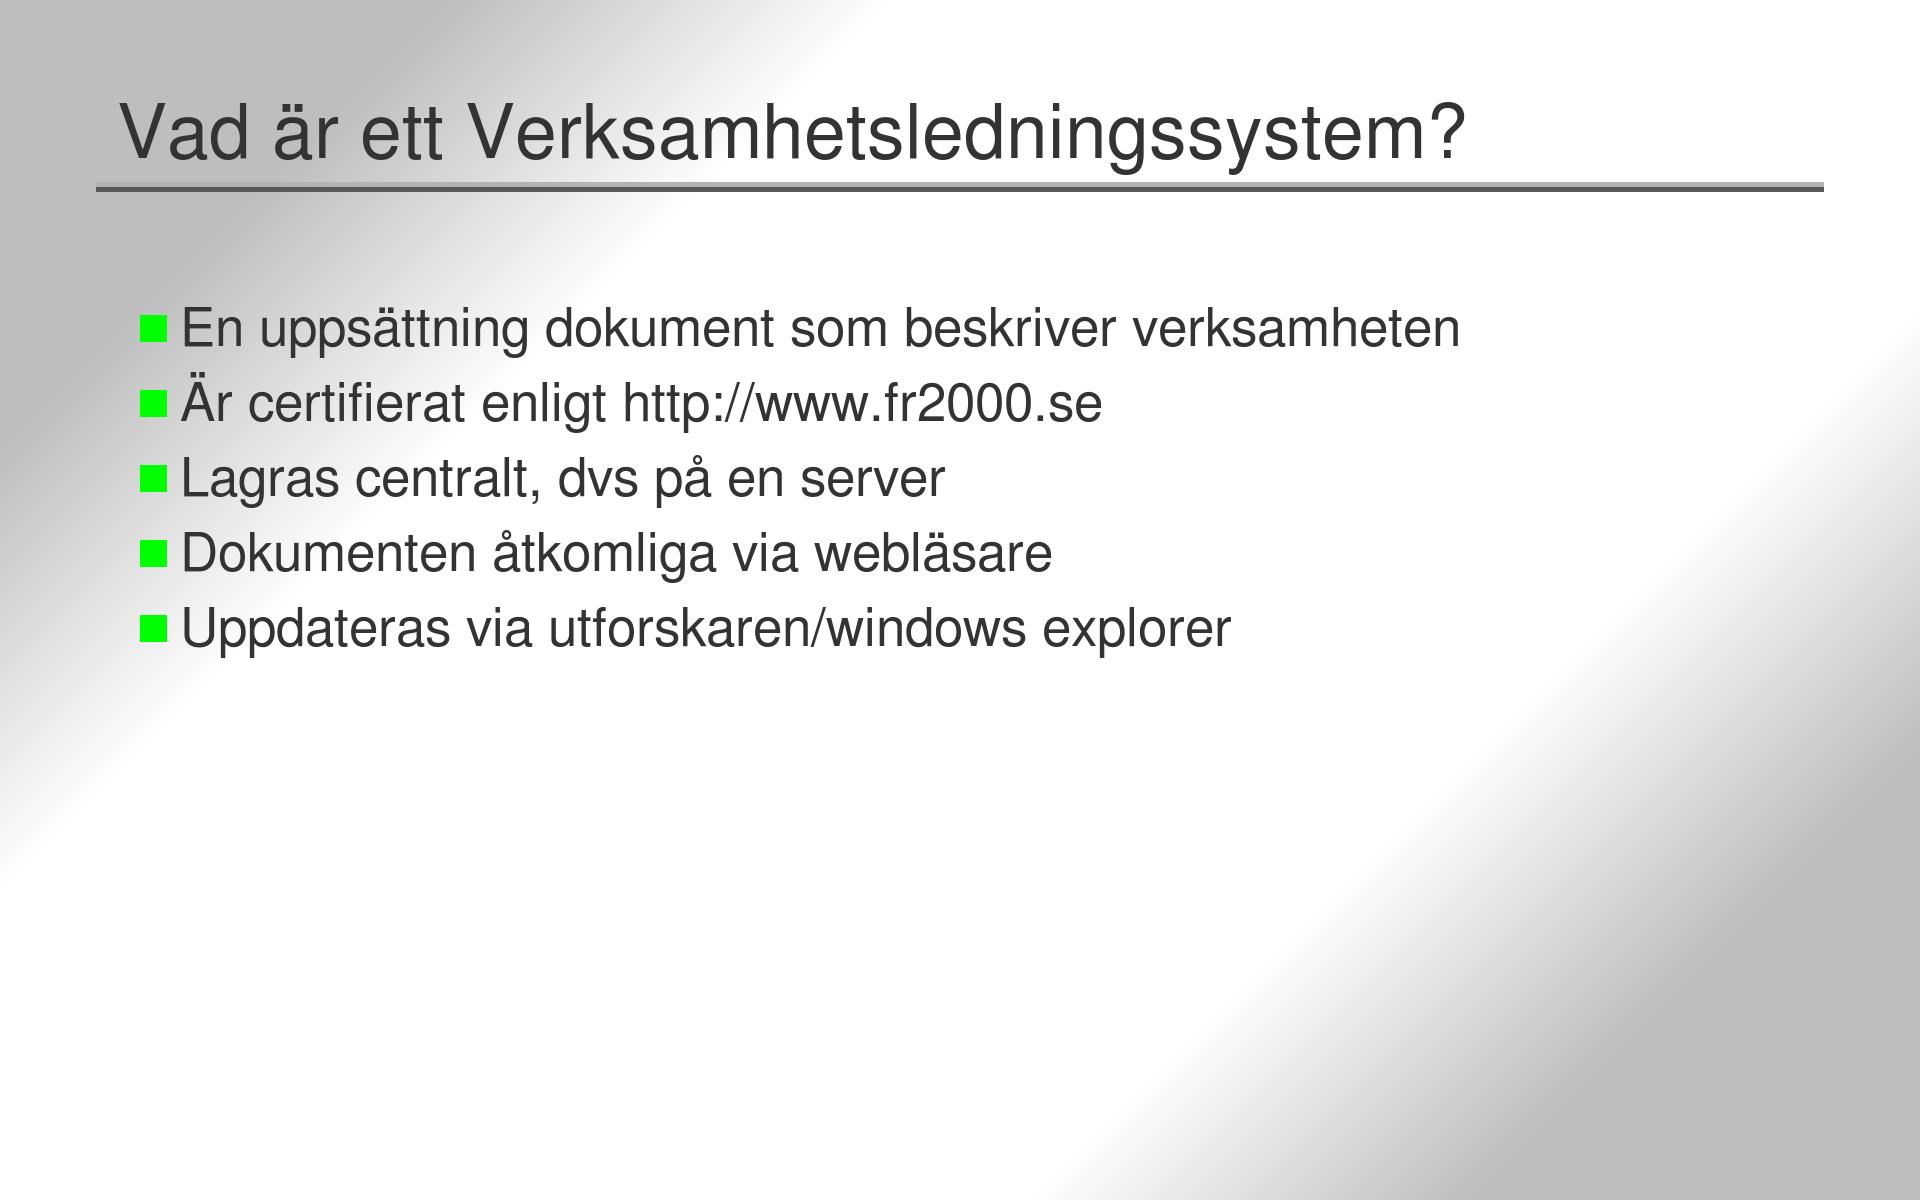 Vad är ett Verksamhetsledningssystem?
En uppsättning dokument som beskriver verksamheten
Är certifierat enligt http://www.fr2000.se
Lagras centralt, dvs på en server
Dokumenten åtkomliga via webläsare
Uppdateras via utforskaren/windows explorer